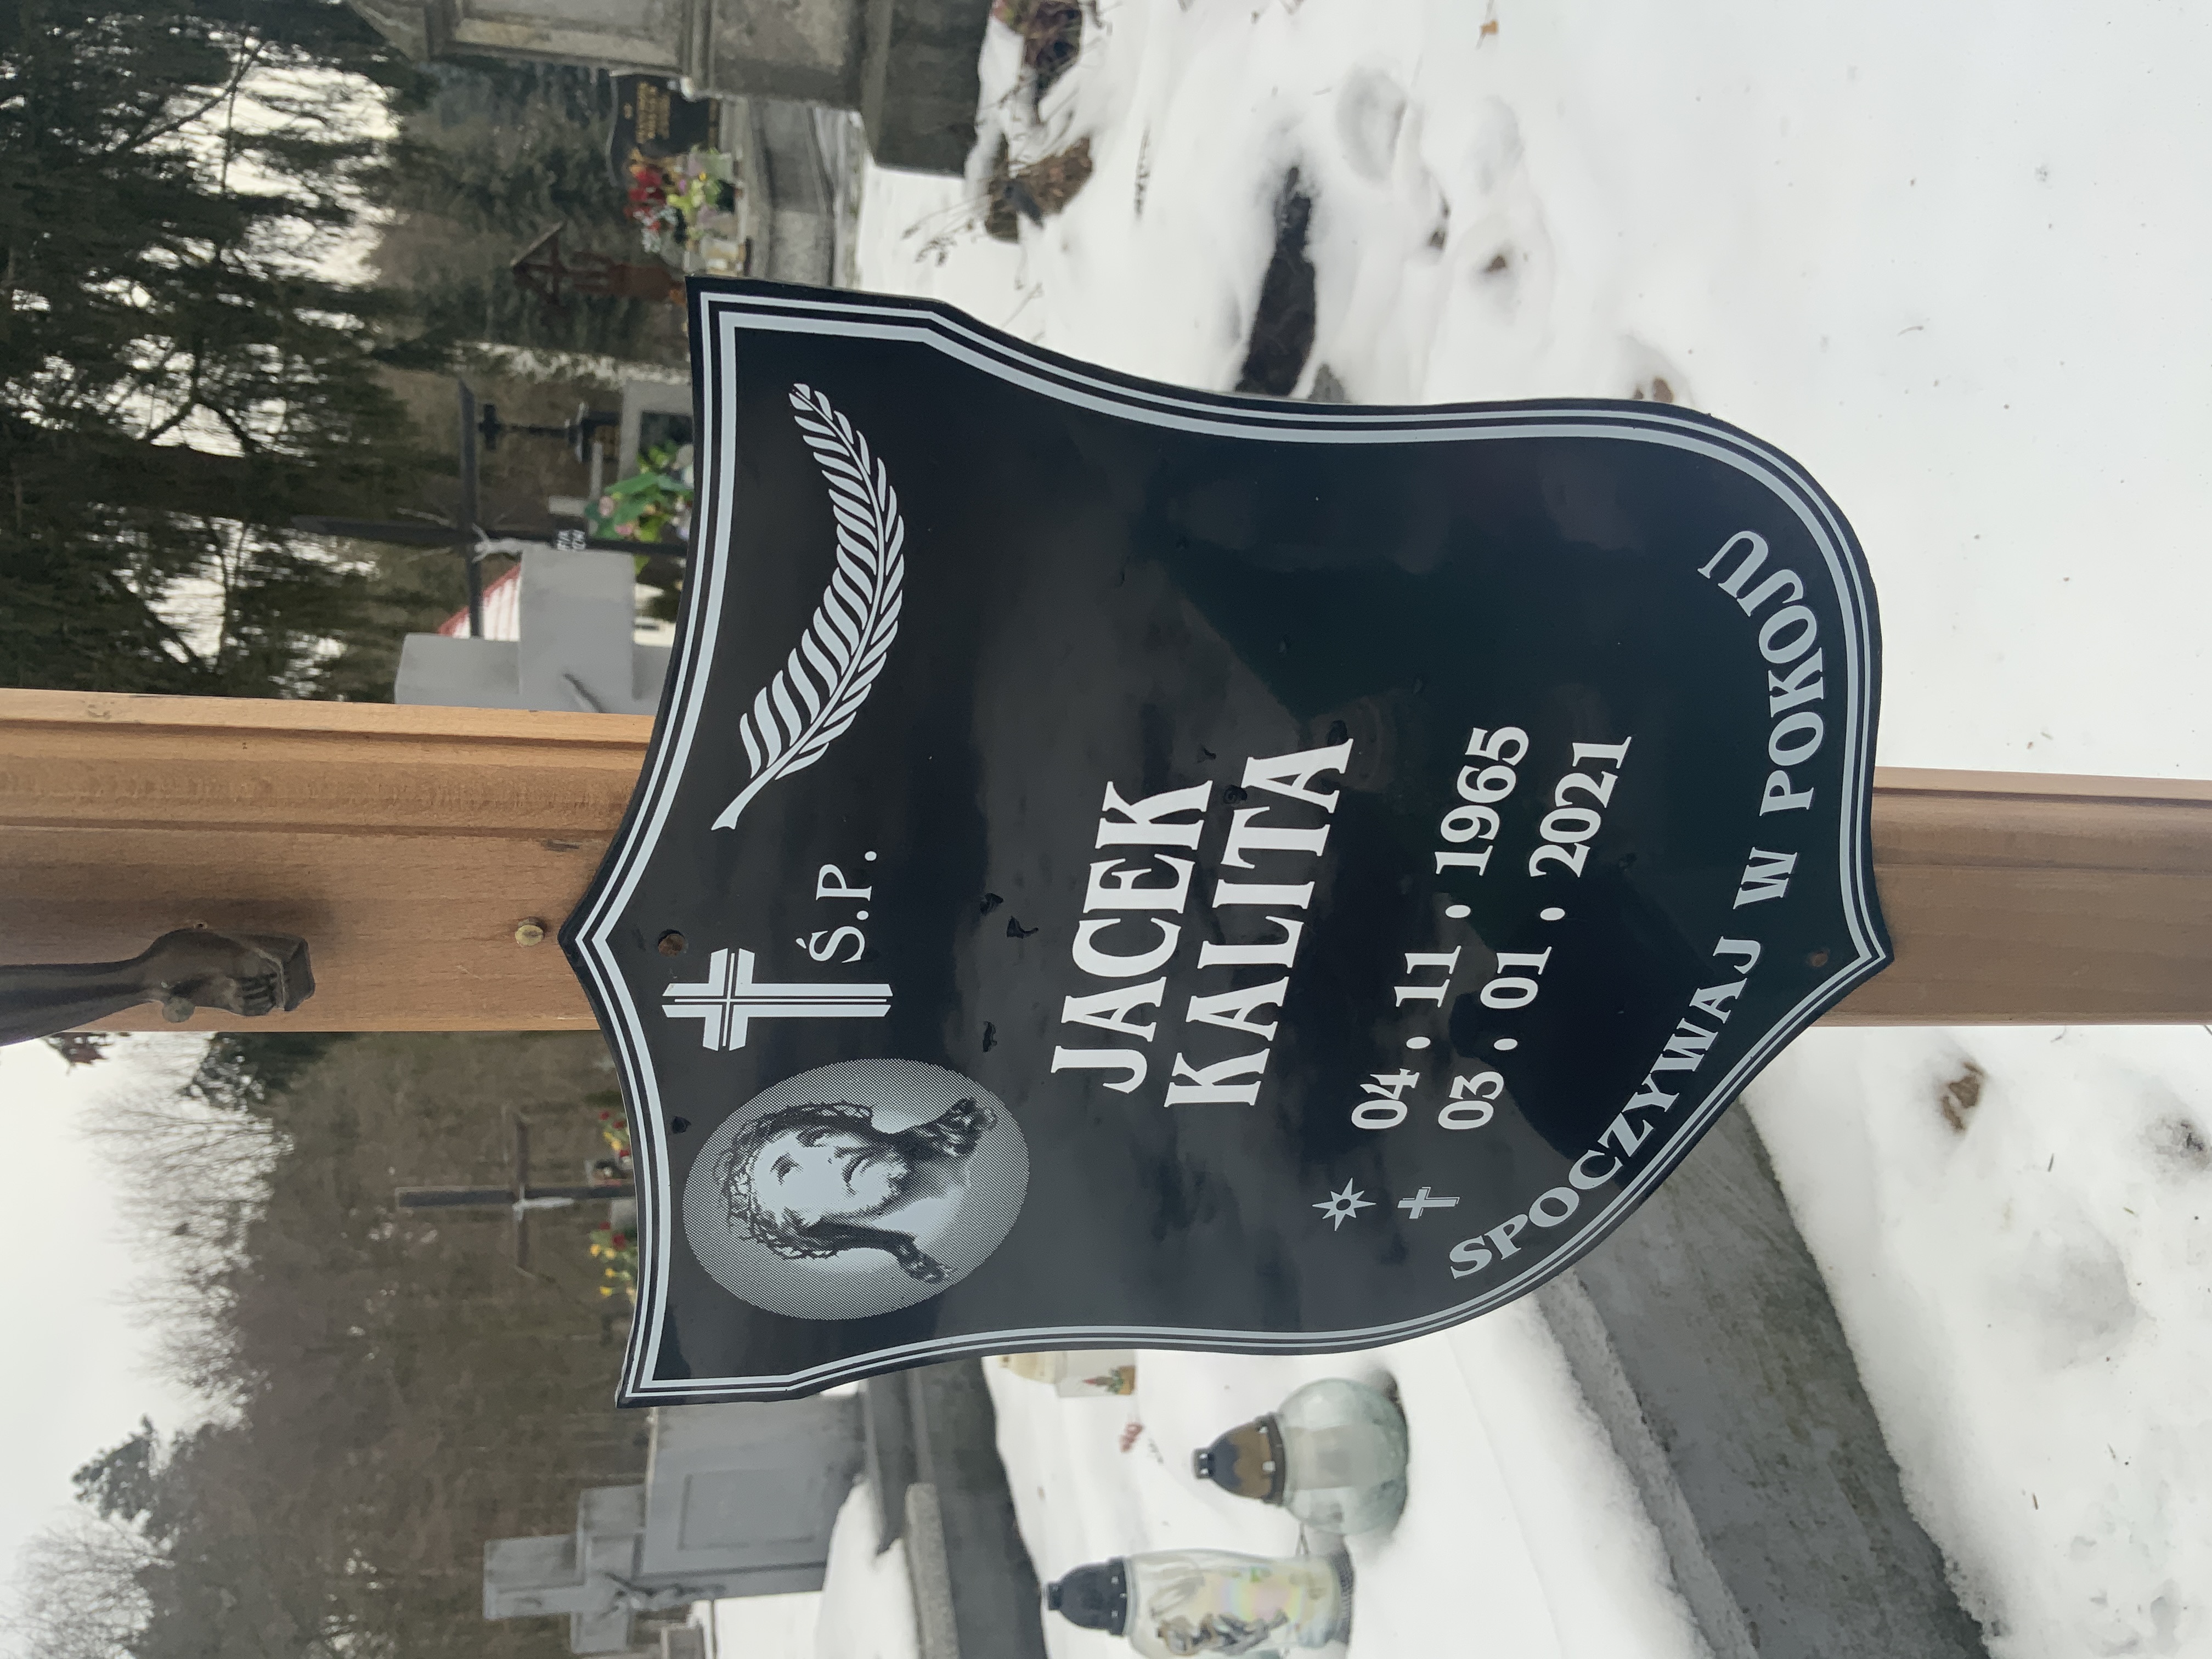 Ś.P.
JACEK
KALITA
04 · 11 · 1965
03 · 01 · 2021
SPOCZYWAJ W POKOJU